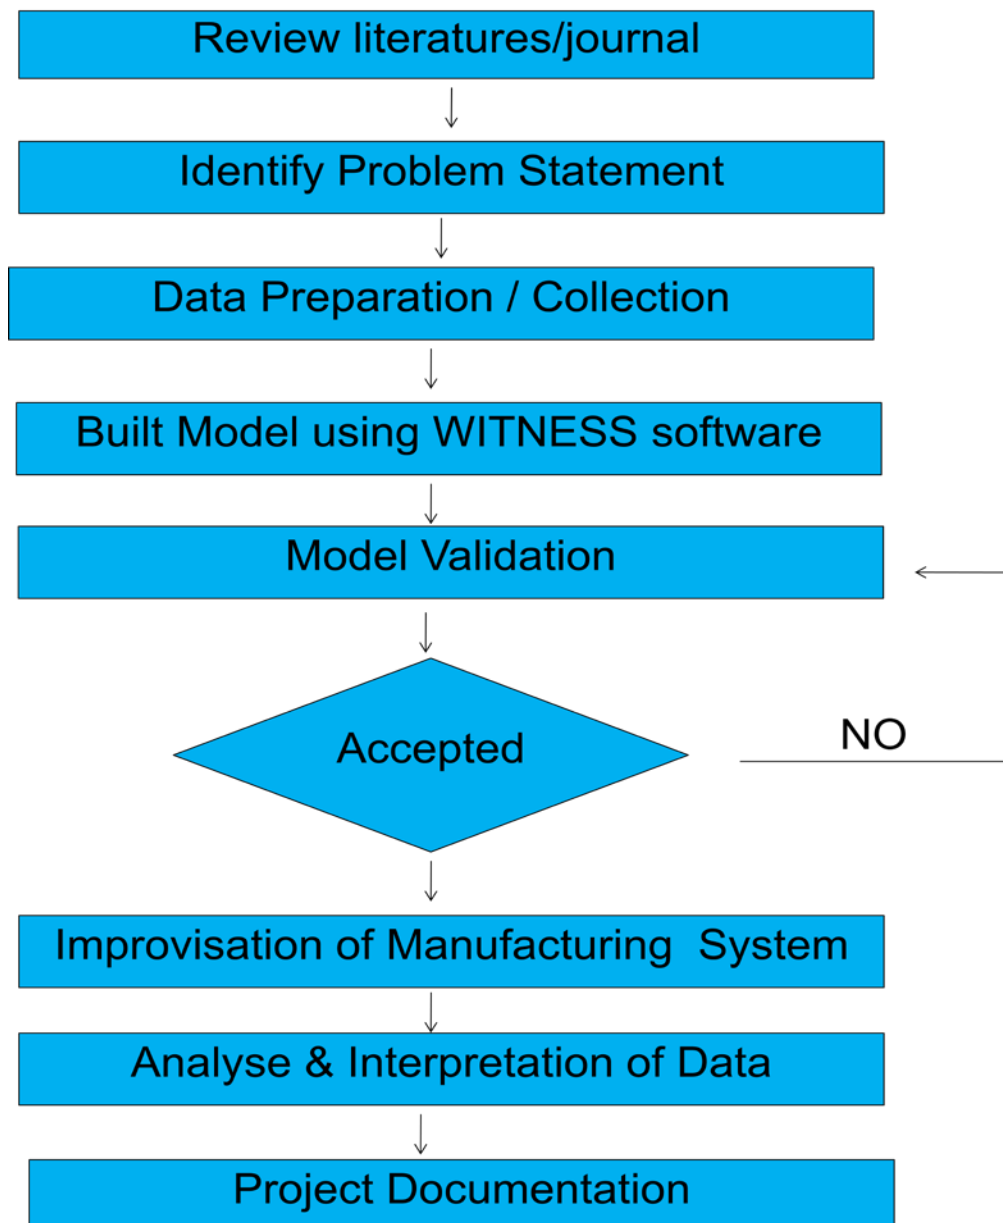 Review literatures/journal
Identify Problem Statement
Data Preparation / Collection
Built Model using WITNESS software
Model Validation
Accepted
NO
Improvisation of Manufacturing  System
Analyse & Interpretation of Data
Project Documentation